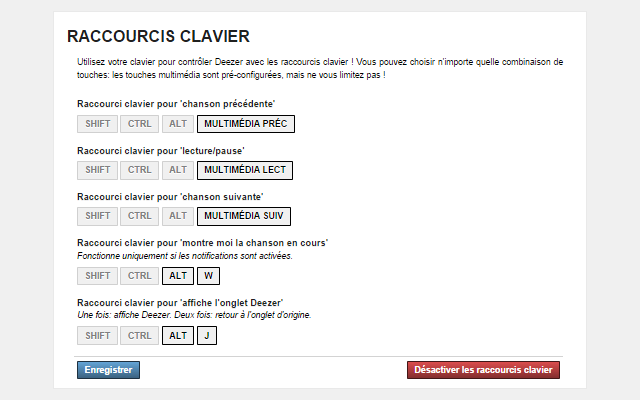 RACCOURCIS CLAVIER
Utilisez votre clavier pour contrôler Deezer avec les raccourcis clavier ! Vous pouvez choisir n'importe quelle combinaison de
touches: les touches multimédia sont pré-configurées, mais ne vous limitez pas !
Raccourci clavier pour 'chanson précédente'
SHIFT CTRL ALT MULTIMÉDIA PRÉC
Raccourci clavier pour 'lecture/pause'
SHIFT CTRL ALT MULTIMÉDIA LECT
Raccourci clavier pour 'chanson suivante'
SHIFT CTRL ALT MULTIMÉDIA SUIV
Raccourci clavier pour 'montre moi la chanson en cours'
Fonctionne uniquement si les notifications sont activées.
SHIFT CTRL ALT W
Raccourci clavier pour 'affiche l'onglet Deezer'
Une fois: affiche Deezer. Deux fois: retour à l'onglet d'origine.
SHIFT CTRL ALT J
Enregistrer Désactiver les raccourcis clavier